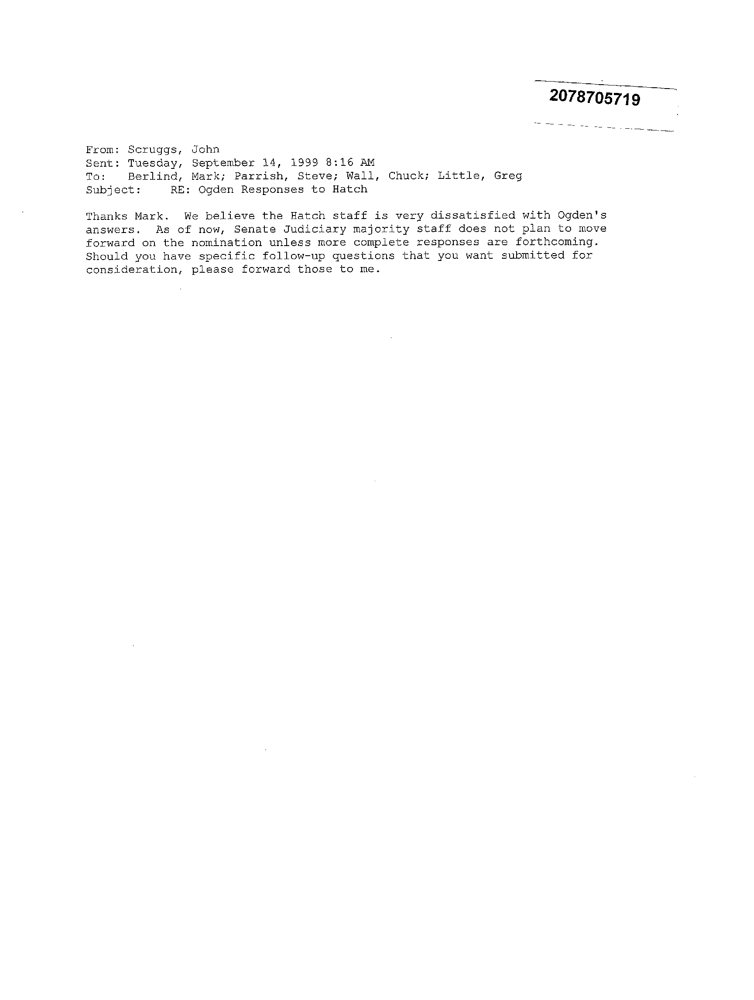 2078705719
From: Scruggs, John
Sent: Tuesday, September 14, 1999 8:16 AM
To: Berlind, Mark; Parrish, Steve; Wall, Chuck; Little, Greg
Subject: RE: Ogden Responses to Hatch
Thanks Mark. We believe the Hatch staff is very dissatisfied with Ogden's
answers. As of now, Senate Judiciary majority staff does not plan to move
forward on the nomination unless more complete responses are forthcoming.
Should you have specific follow-up questions that you want submitted for
consideration, please forward those to me.